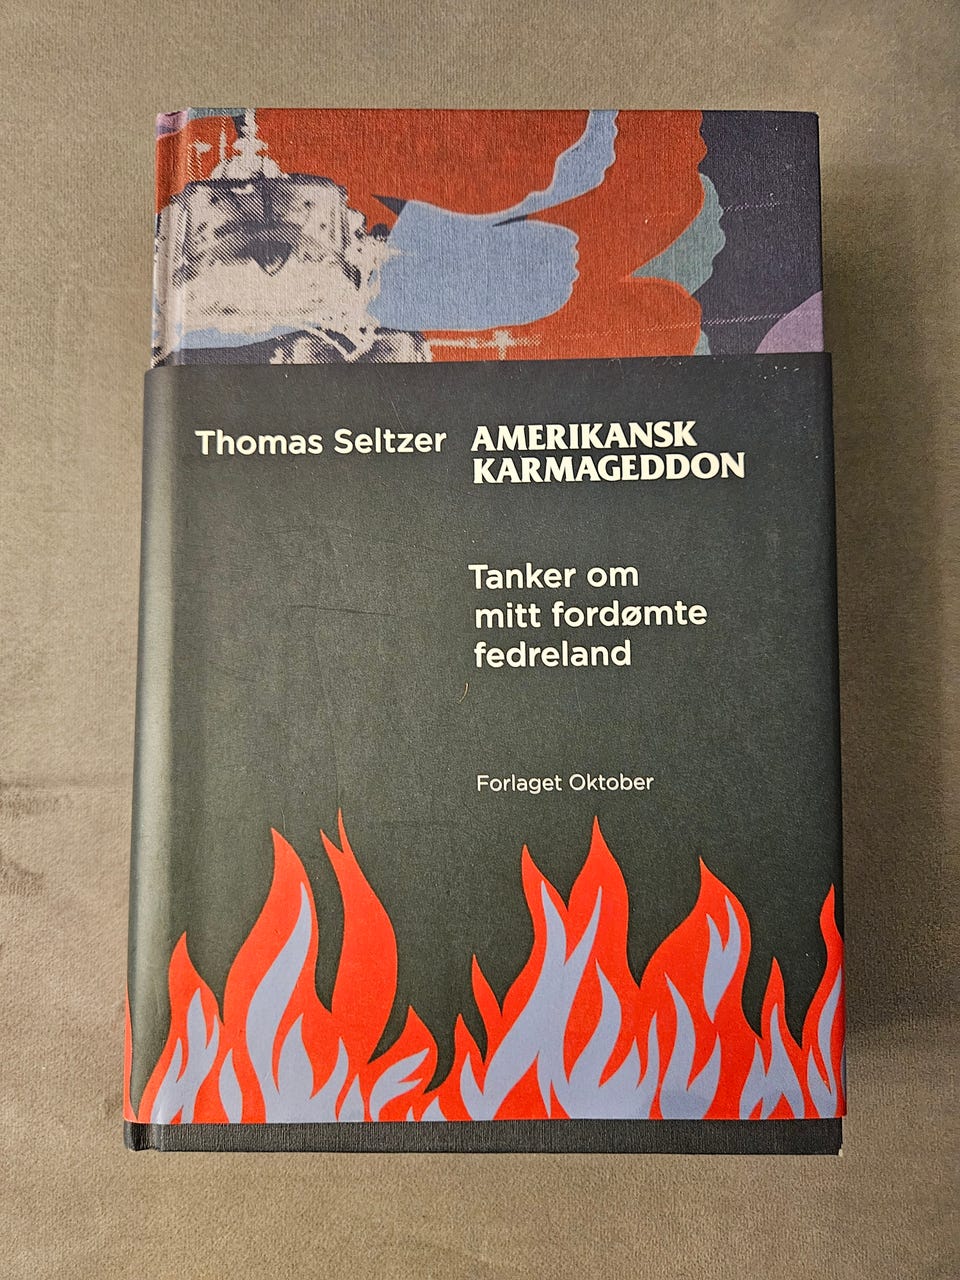 Thomas Seltzer
AMERIKANSK
KARMAGEDDON
Tanker om
mitt fordømte
fedreland
Forlaget Oktober